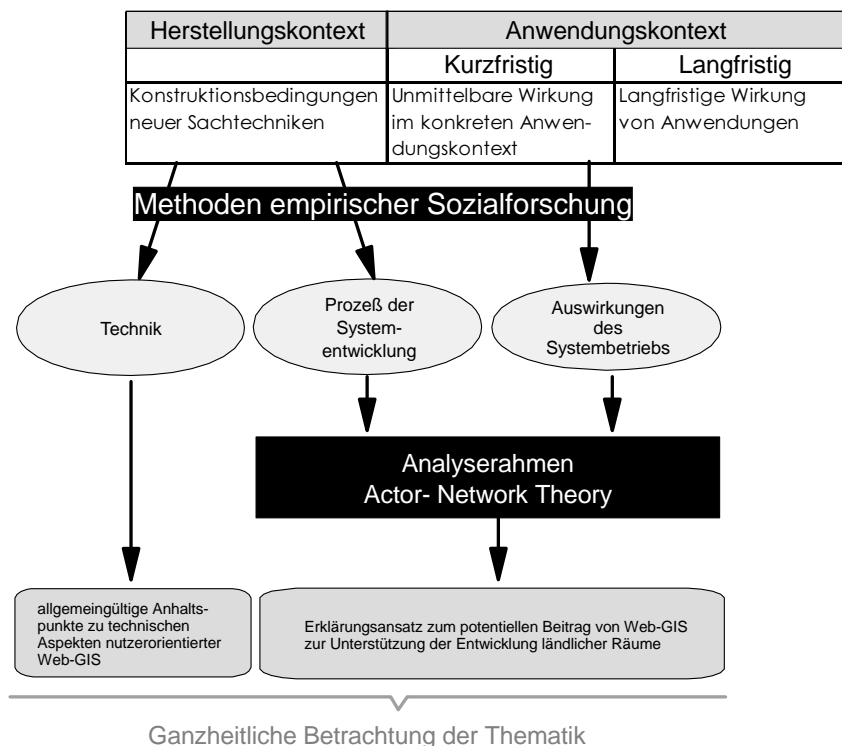 Herstellungskontext Anwendungskontext
Kurzfristig Langfristig
Konstruktionsbedingungen
neuer Sachtechniken
Unmittelbare Wirkung
im konkreten Anwen-
dungskontext
Langfristige Wirkung
von Anwendungen
Methoden empirischer Sozialforschung
Technik
Prozeß der
System-
entwicklung
Auswirkungen
des
Systembetriebs
Analyserahmen
Actor- Network Theory
allgemeingültige Anhalts-
punkte zu technischen
Aspekten nutzerorientierter
Web-GIS
Erklärungsansatz zum potentiellen Beitrag von Web-GIS
zur Unterstützung der Entwicklung ländlicher Räume
Ganzheitliche Betrachtung der Thematik